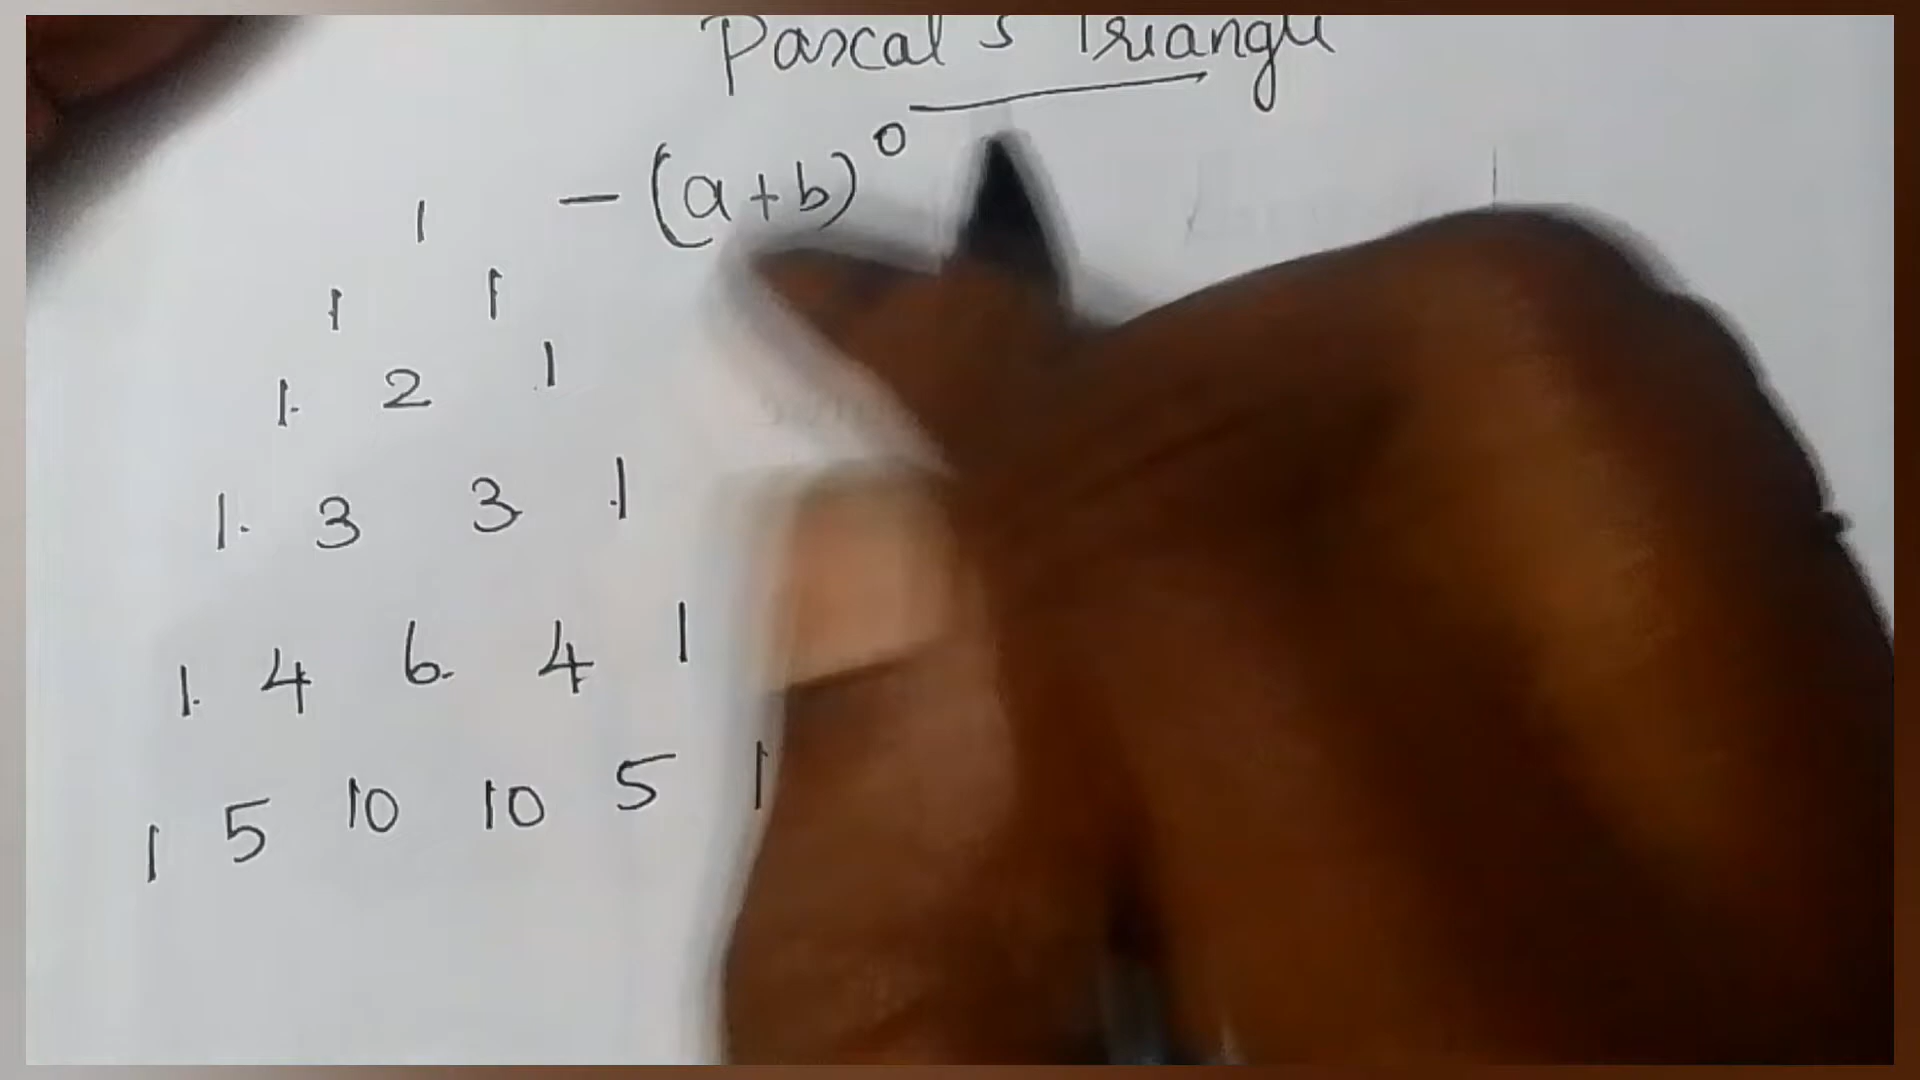 Pascal's Triangle
1 - (a+b)⁰
1 1
1 2 1
1 3 3 1
1 4 6 4 1
1 5 10 10 5 1